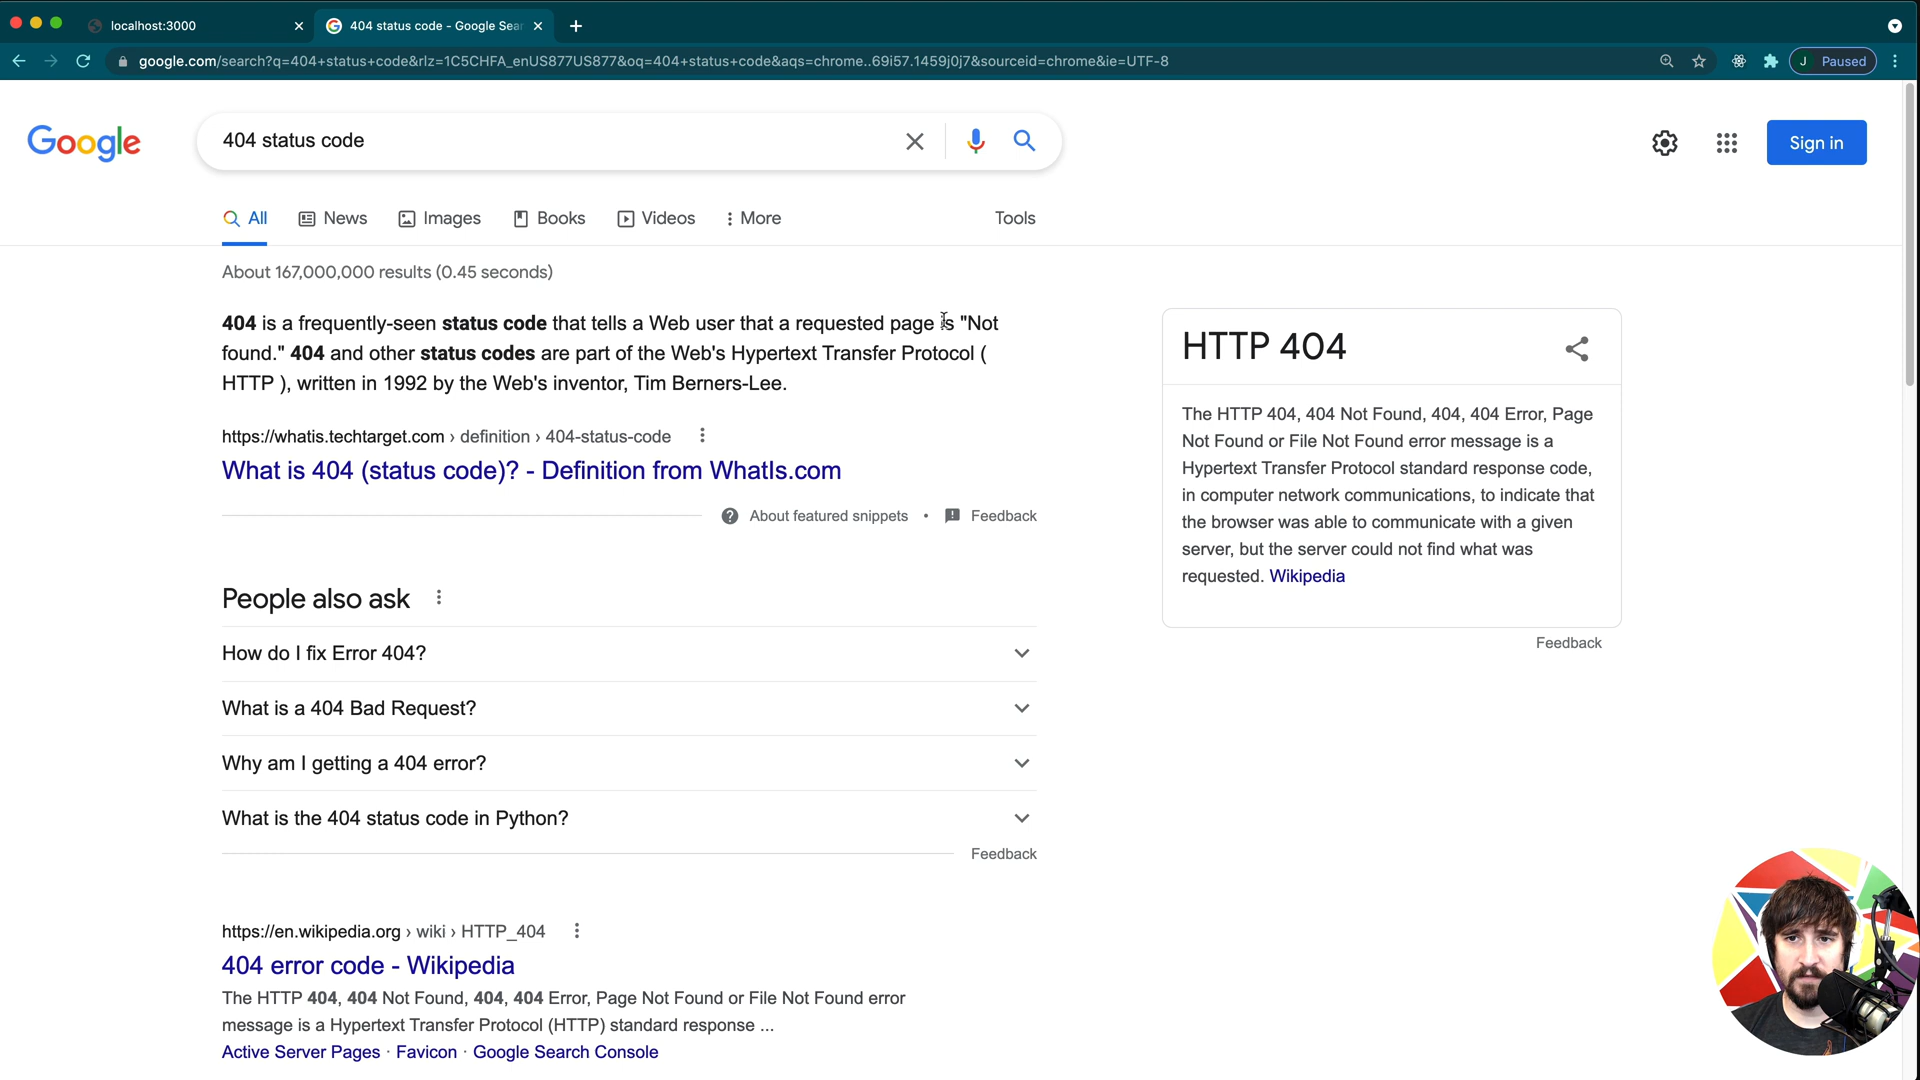 localhost:3000
404 status code - Google Sear
google.com/search?q=404+status+code&rlz=1C5CHFA_enUS877US877&oq=404+status+code&aqs=chrome..69i57.1459j0j7&sourceid=chrome&ie=UTF-8
J Paused
Google
404 status code
Sign in
All News Images Books Videos More Tools
About 167,000,000 results (0.45 seconds)
404 is a frequently-seen status code that tells a Web user that a requested page is "Not
found." 404 and other status codes are part of the Web's Hypertext Transfer Protocol (
HTTP ), written in 1992 by the Web's inventor, Tim Berners-Lee.
https://whatis.techtarget.com › definition › 404-status-code
What is 404 (status code)? - Definition from WhatIs.com
About featured snippets • Feedback
People also ask
How do I fix Error 404?
What is a 404 Bad Request?
Why am I getting a 404 error?
What is the 404 status code in Python?
Feedback
https://en.wikipedia.org › wiki › HTTP_404
404 error code - Wikipedia
The HTTP 404, 404 Not Found, 404, 404 Error, Page Not Found or File Not Found error
message is a Hypertext Transfer Protocol (HTTP) standard response ...
Active Server Pages · Favicon · Google Search Console
HTTP 404
The HTTP 404, 404 Not Found, 404, 404 Error, Page
Not Found or File Not Found error message is a
Hypertext Transfer Protocol standard response code,
in computer network communications, to indicate that
the browser was able to communicate with a given
server, but the server could not find what was
requested. Wikipedia
Feedback